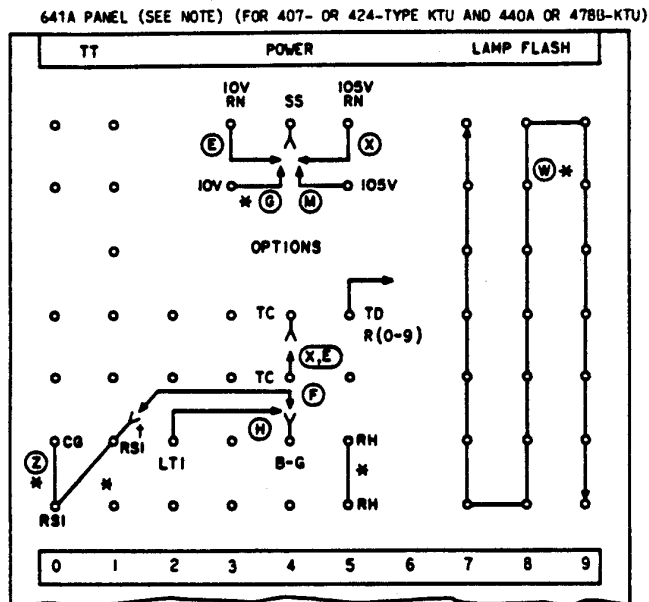 641A PANEL (SEE NOTE) (FOR 407- OR 424-TYPE KTU AND 440A OR 478B-KTU)
TT POWER LAMP FLASH
10V RN SS 105V RN
E X
W *
10V * G M 105V
OPTIONS
TC TD
R(0-9)
X,E
TC
F
H
Z * CG RSI LTI B-G RH
* *
RSI RH
0 1 2 3 4 5 6 7 8 9